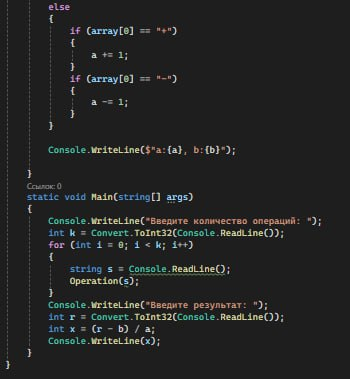 else
{
if (array[0] == "+")
{
a += 1;
}
if (array[0] == "-")
{
a -= 1;
}
}
Console.WriteLine($"a:{a}, b:{b}");
}
Ссылок: 0
static void Main(string[] args)
{
Console.WriteLine("Введите количество операций: ");
int k = Convert.ToInt32(Console.ReadLine());
for (int i = 0; i < k; i++)
{
string s = Console.ReadLine();
Operation(s);
}
Console.WriteLine("Введите результат: ");
int r = Convert.ToInt32(Console.ReadLine());
int x = (r - b) / a;
Console.WriteLine(x);
}
}
}